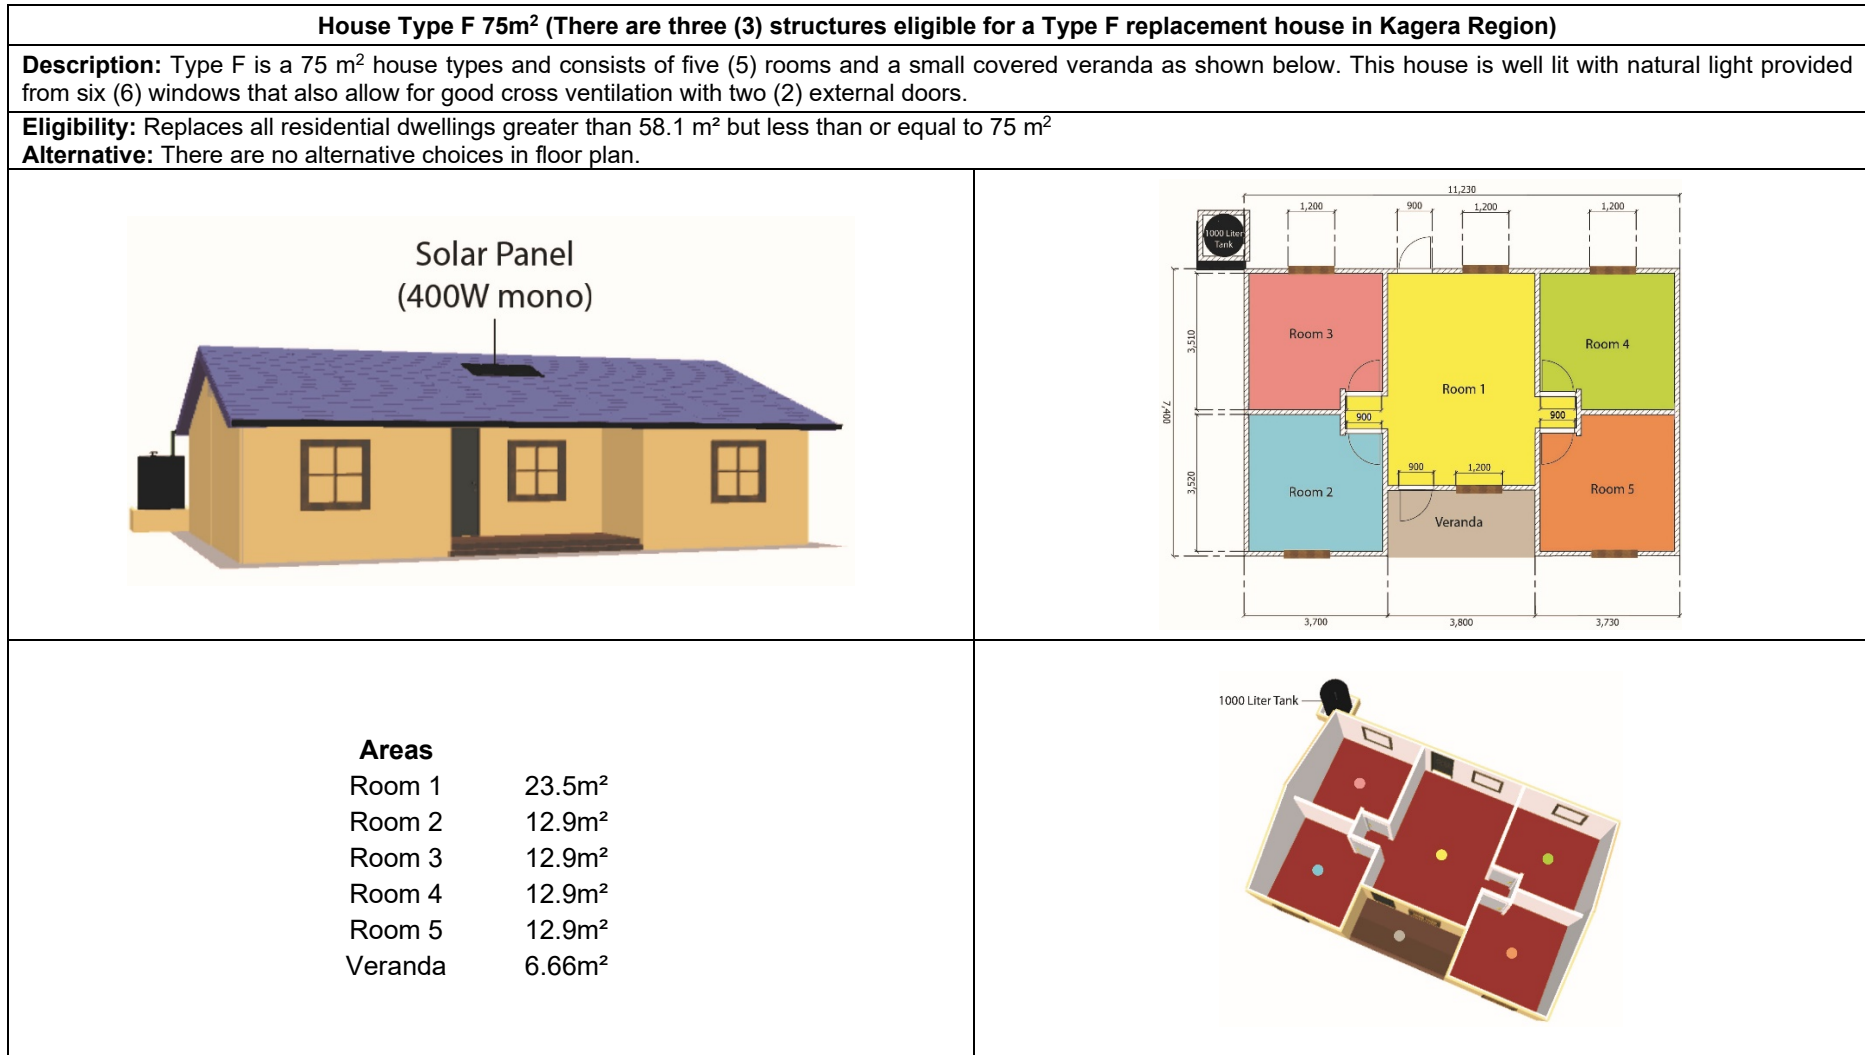 House Type F 75m² (There are three (3) structures eligible for a Type F replacement house in Kagera Region)
Description: Type F is a 75 m² house types and consists of five (5) rooms and a small covered veranda as shown below. This house is well lit with natural light provided
from six (6) windows that also allow for good cross ventilation with two (2) external doors.
Eligibility: Replaces all residential dwellings greater than 58.1 m² but less than or equal to 75 m²
Alternative: There are no alternative choices in floor plan.
Solar Panel
(400W mono)
11,230
1,200
900
1,200
1,200
1000 Liter
Tank
3,510
Room 3
Room 4
Room 1
7,400
900
900
900
3,520
900
1,200
Room 2
Room 5
Veranda
3,700
3,800
3,730
Areas
Room 1 23.5m²
Room 2 12.9m²
Room 3 12.9m²
Room 4 12.9m²
Room 5 12.9m²
Veranda 6.66m²
1000 Liter Tank